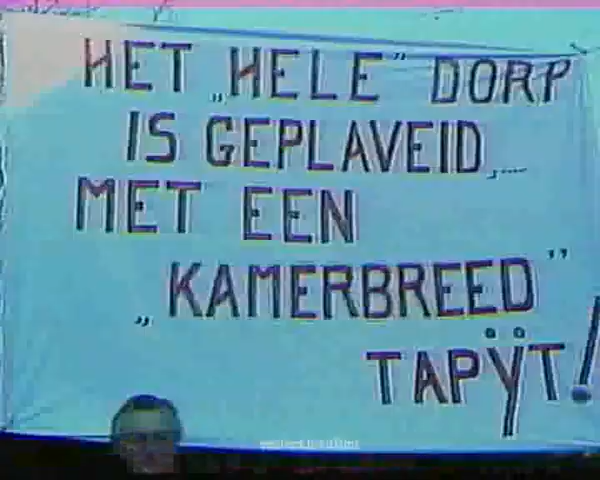 HET „HELE” DORP
IS GEPLAVEID,....
MET EEN
„KAMERBREED”
TAPŸT!